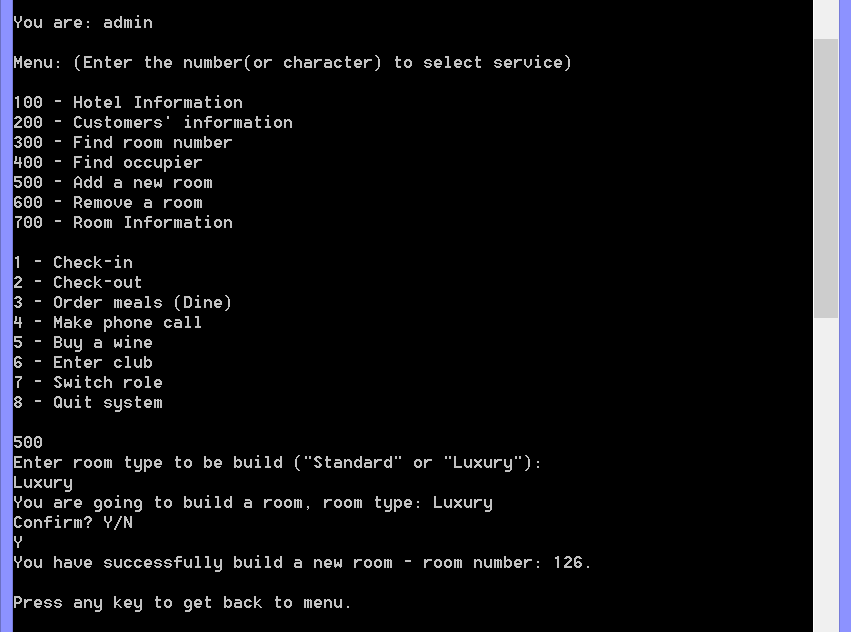 You are: admin
Menu: (Enter the number(or character) to select service)
100 - Hotel Information
200 - Customers' information
300 - Find room number
400 - Find occupier
500 - Add a new room
600 - Remove a room
700 - Room Information
1 - Check-in
2 - Check-out
3 - Order meals (Dine)
4 - Make phone call
5 - Buy a wine
6 - Enter club
7 - Switch role
8 - Quit system
500
Enter room type to be build ("Standard" or "Luxury"):
Luxury
You are going to build a room, room type: Luxury
Confirm? Y/N
Y
You have successfully build a new room - room number: 126.
Press any key to get back to menu.